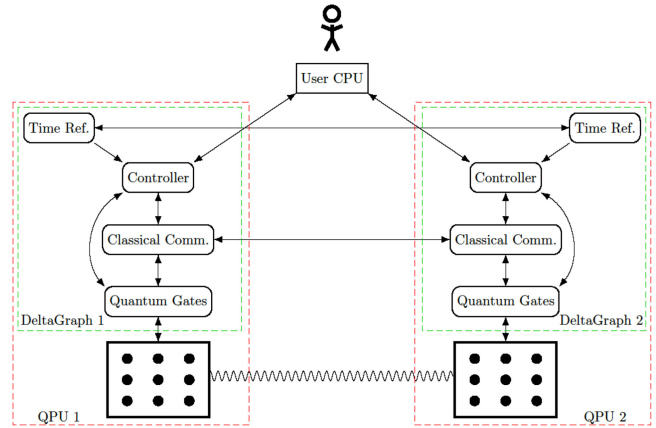 User CPU
Time Ref.
Time Ref.
Controller
Controller
Classical Comm.
Classical Comm.
Quantum Gates
Quantum Gates
DeltaGraph 1
DeltaGraph 2
QPU 1
QPU 2